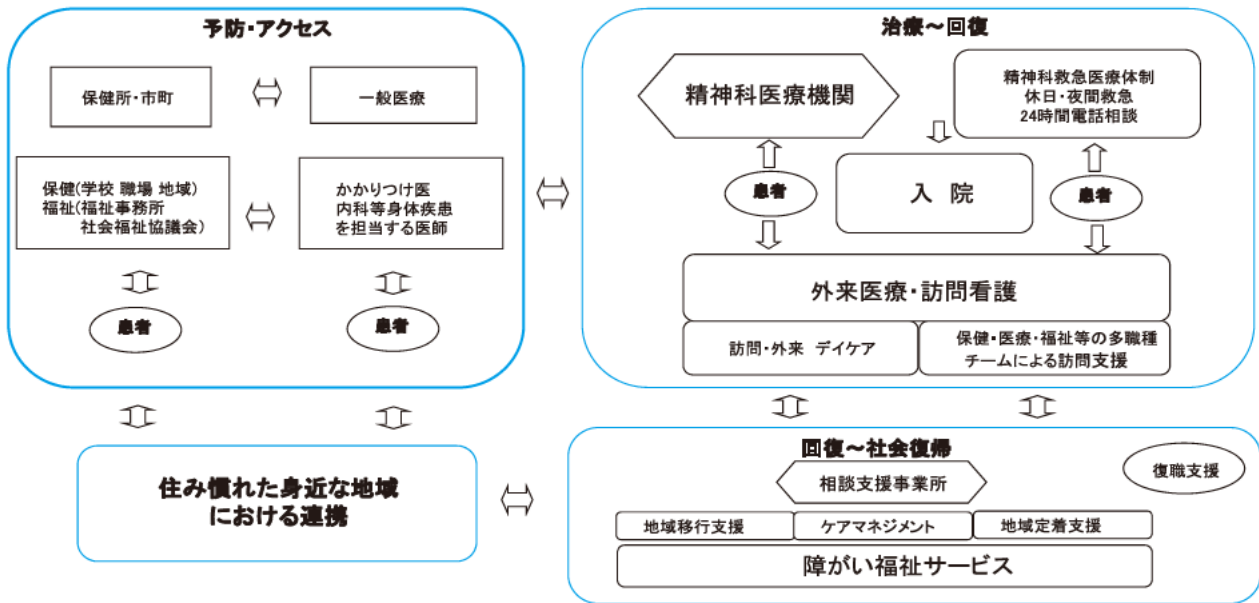 予防・アクセス
保健所・市町
一般医療
保健(学校 職場 地域)
福祉(福祉事務所
社会福祉協議会)
かかりつけ医
内科等身体疾患
を担当する医師
患者
患者
治療~回復
精神科医療機関
精神科救急医療体制
休日・夜間救急
24時間電話相談
患者
入 院
患者
外来医療・訪問看護
訪問・外来 デイケア
保健・医療・福祉等の多職種
チームによる訪問支援
住み慣れた身近な地域
における連携
回復~社会復帰
相談支援事業所
復職支援
地域移行支援
ケアマネジメント
地域定着支援
障がい福祉サービス